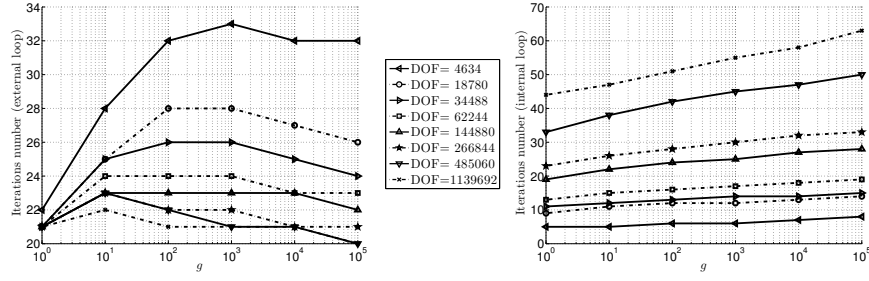 Iterations number (external loop)
34
32
30
28
26
24
22
20
10^0
10^1
10^2
10^3
10^4
10^5
g
DOF= 4634
DOF= 18780
DOF= 34488
DOF= 62244
DOF= 144880
DOF= 266844
DOF= 485060
DOF=1139692
Iterations number (internal loop)
70
60
50
40
30
20
10
0
10^0
10^1
10^2
10^3
10^4
10^5
g